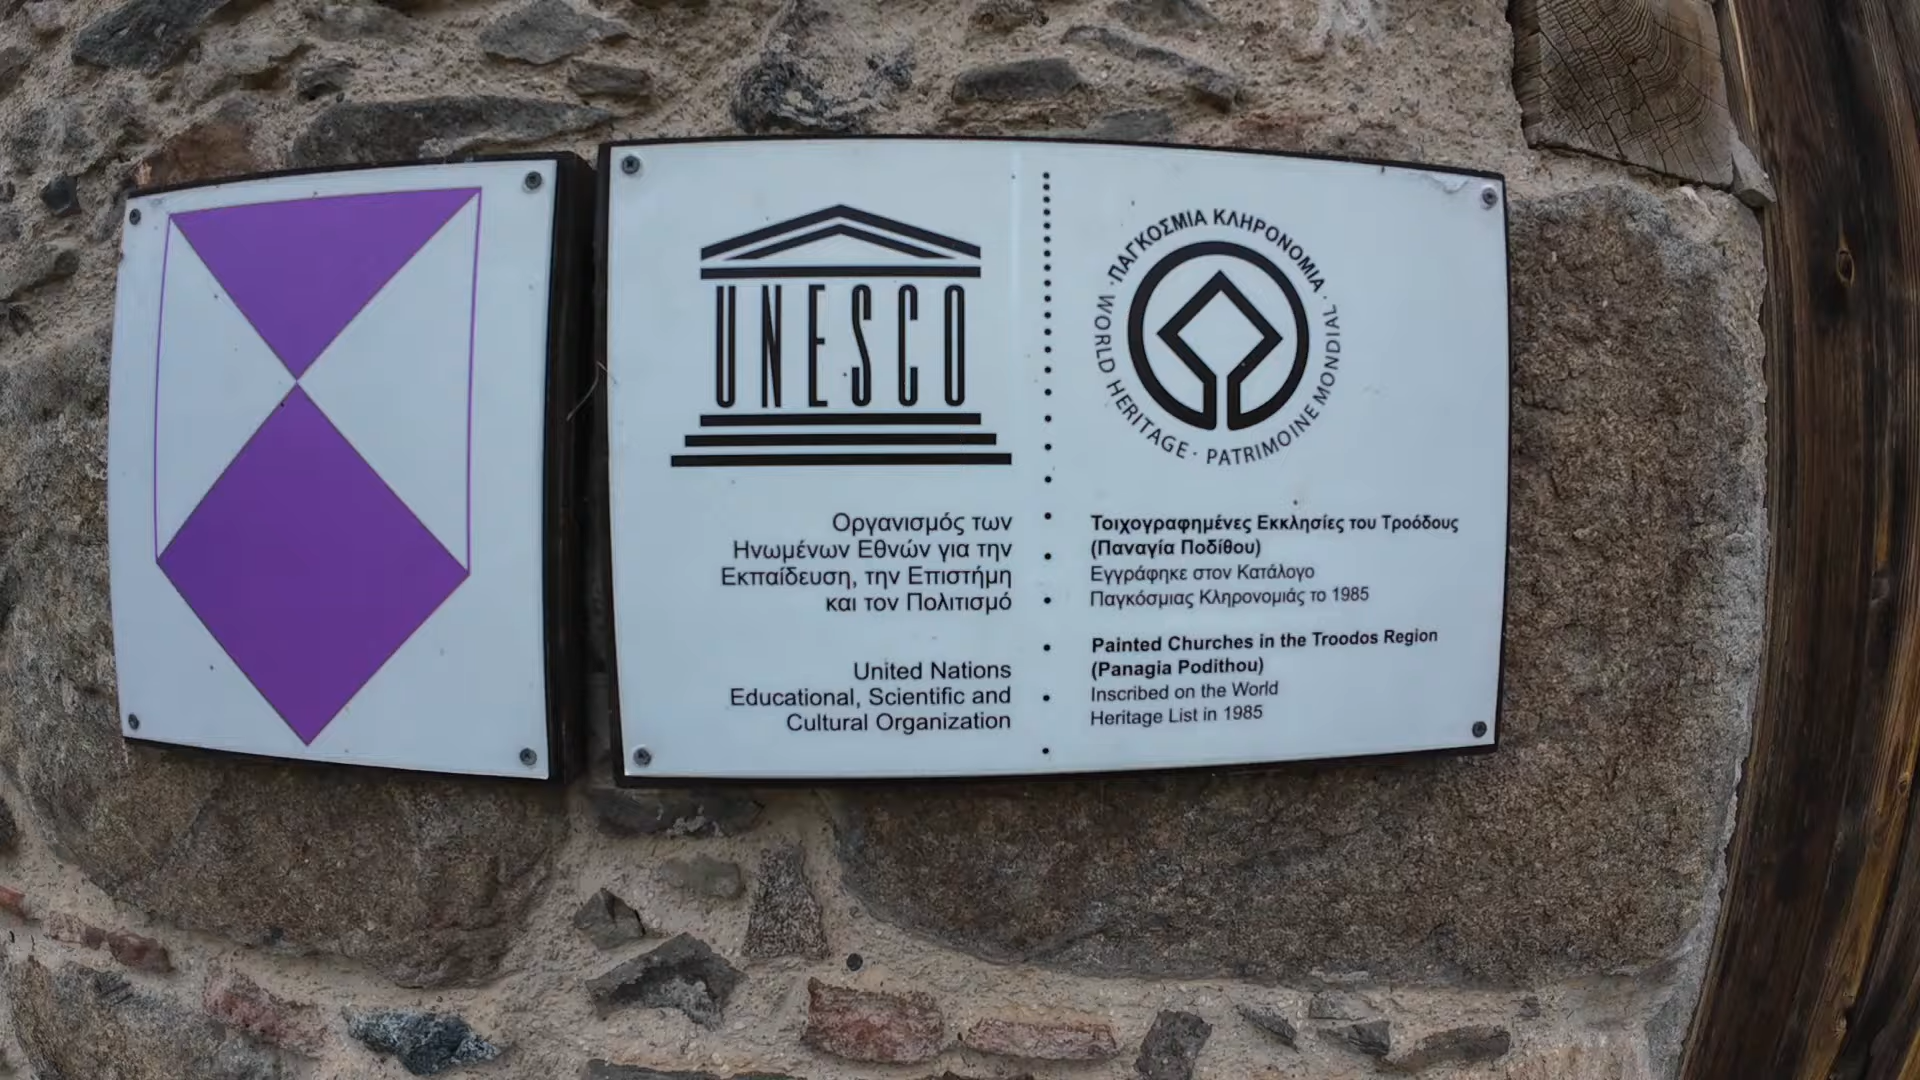 UNESCO
Οργανισμός των
Ηνωμένων Εθνών για την
Εκπαίδευση, την Επιστήμη
και τον Πολιτισμό
United Nations
Educational, Scientific and
Cultural Organization
· ΠΑΓΚΟΣΜΙΑ ΚΛΗΡΟΝΟΜΙΑ ·
WORLD HERITAGE · PATRIMOINE MONDIAL
Τοιχογραφημένες Εκκλησίες του Τροόδους
(Παναγία Ποδίθου)
Εγγράφηκε στον Κατάλογο
Παγκόσμιας Κληρονομιάς το 1985
Painted Churches in the Troodos Region
(Panagia Podithou)
Inscribed on the World
Heritage List in 1985